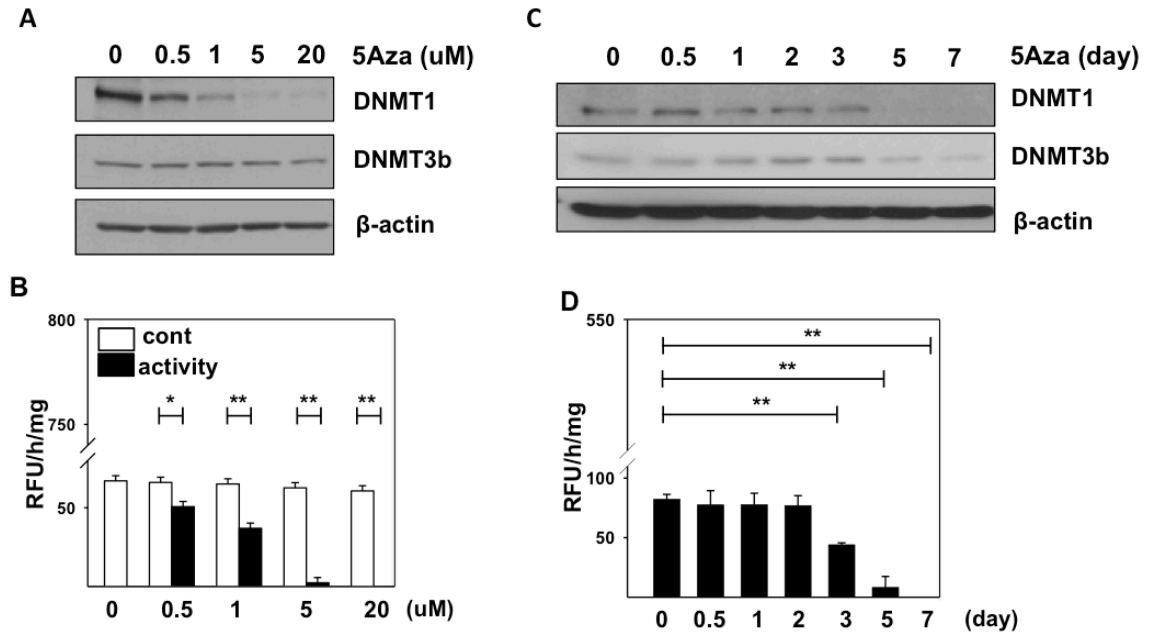 A
0 0.5 1 5 20 5Aza (uM)
DNMT1
DNMT3b
β-actin
B
800
cont
activity
* ** ** **
750
RFU/h/mg
50
0 0.5 1 5 20 (uM)
C
0 0.5 1 2 3 5 7 5Aza (day)
DNMT1
DNMT3b
β-actin
D
550
**
**
**
RFU/h/mg
100
50
0 0.5 1 2 3 5 7 (day)